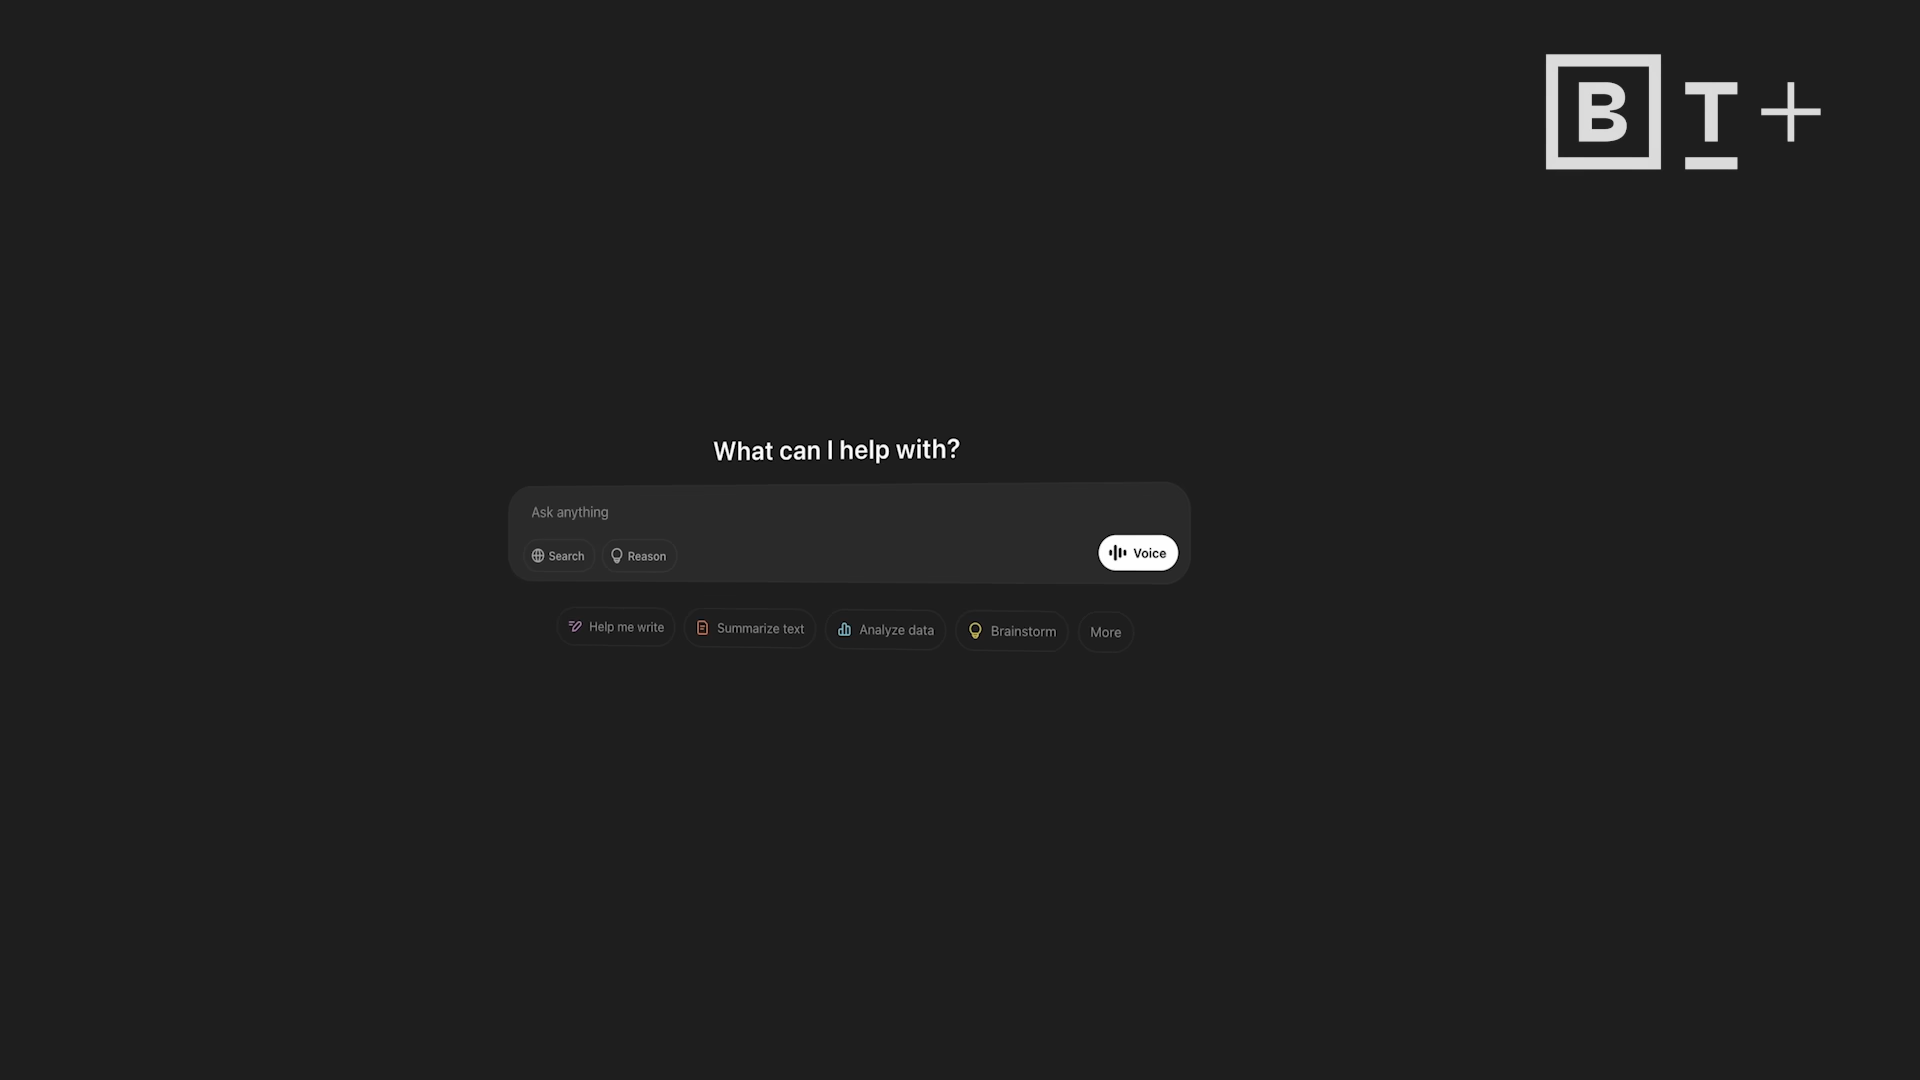 B T +
What can I help with?
Ask anything
Search Reason Voice
Help me write Summarize text Analyze data Brainstorm More